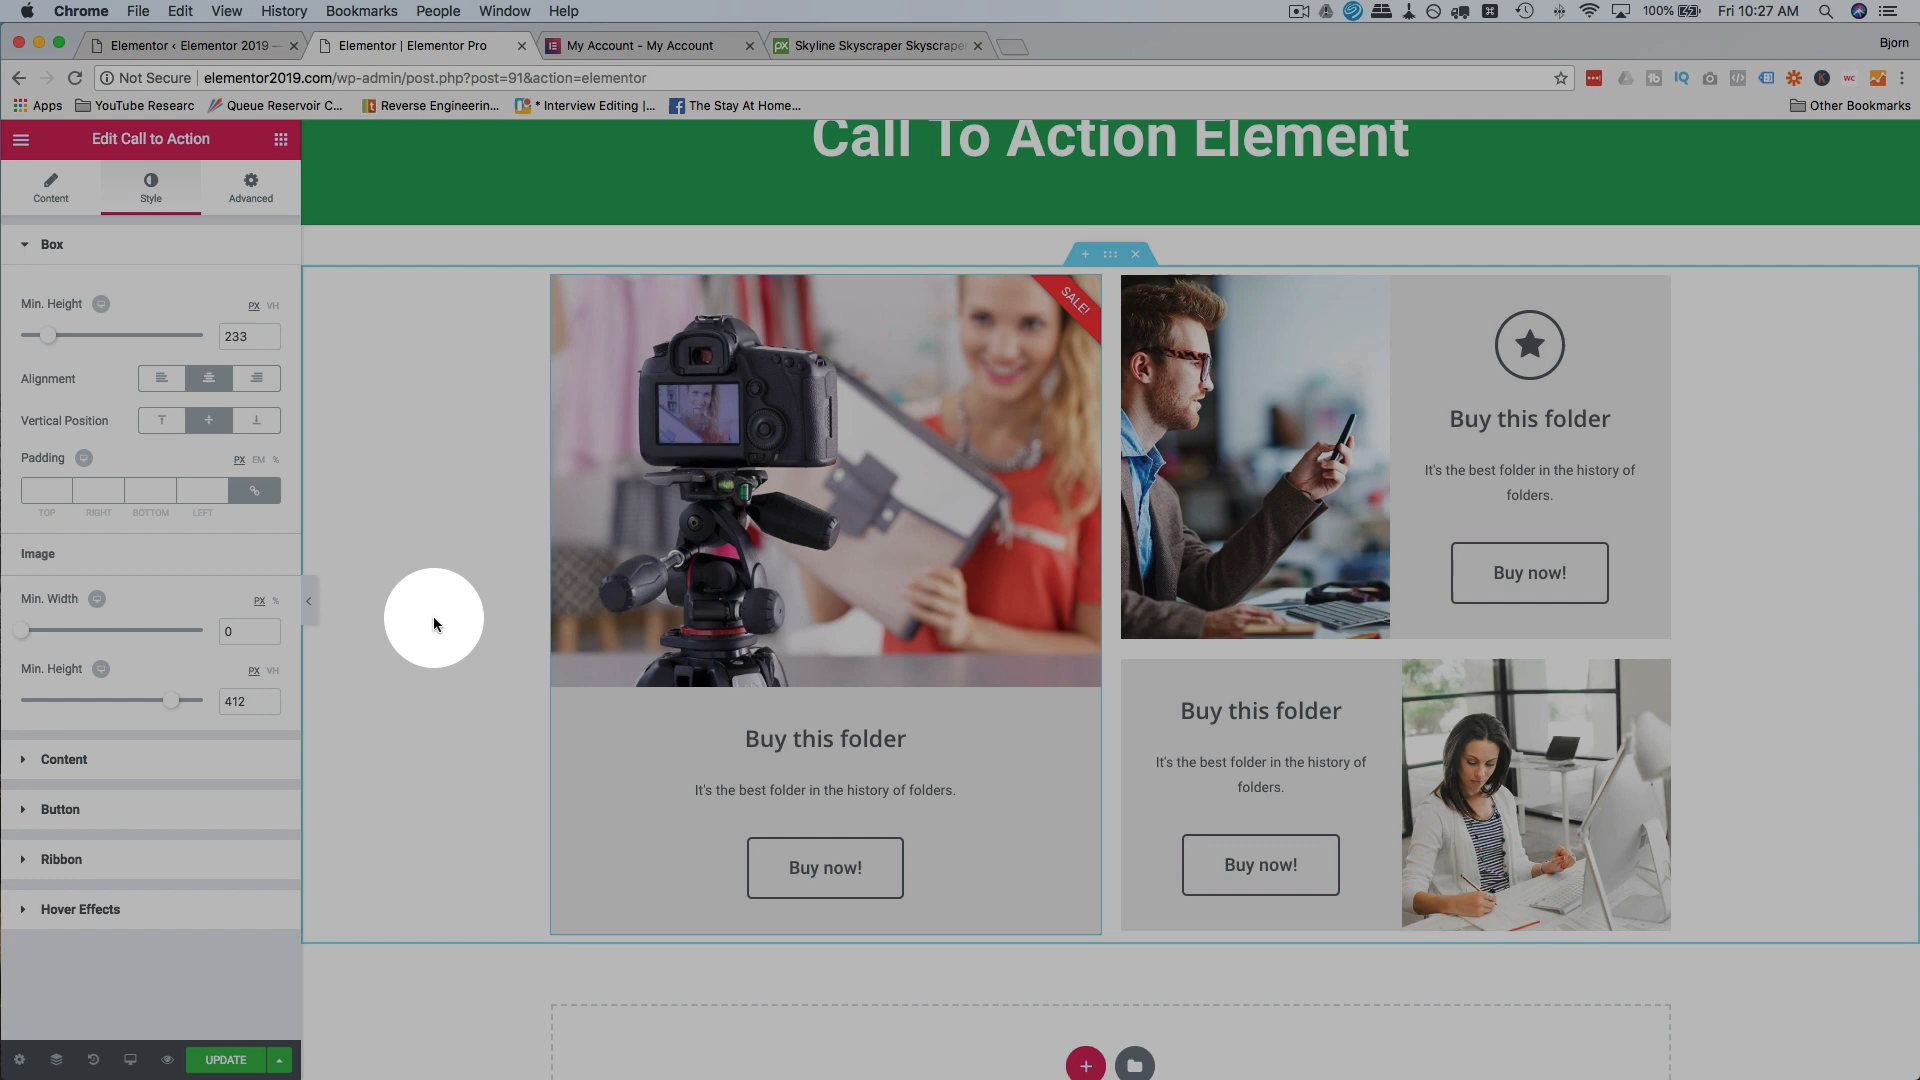 Chrome File Edit View History Bookmarks People Window Help 100% Fri 10:27 AM
Elementor ‹ Elementor 2019 — Elementor | Elementor Pro My Account - My Account Skyline Skyscraper Skyscrape Bjorn
Not Secure | elementor2019.com/wp-admin/post.php?post=91&action=elementor
Apps YouTube Researc Queue Reservoir C... Reverse Engineerin... * Interview Editing |... The Stay At Home... Other Bookmarks
Edit Call to Action
Content Style Advanced
Box
Min. Height PX VH
233
Alignment
Vertical Position
Padding PX EM %
TOP RIGHT BOTTOM LEFT
Image
Min. Width PX %
0
Min. Height PX VH
412
Content
Button
Ribbon
Hover Effects
UPDATE
Call To Action Element
SALE!
Buy this folder
It's the best folder in the history of folders.
Buy now!
Buy this folder
It's the best folder in the history of
folders.
Buy now!
Buy this folder
It's the best folder in the history of
folders.
Buy now!